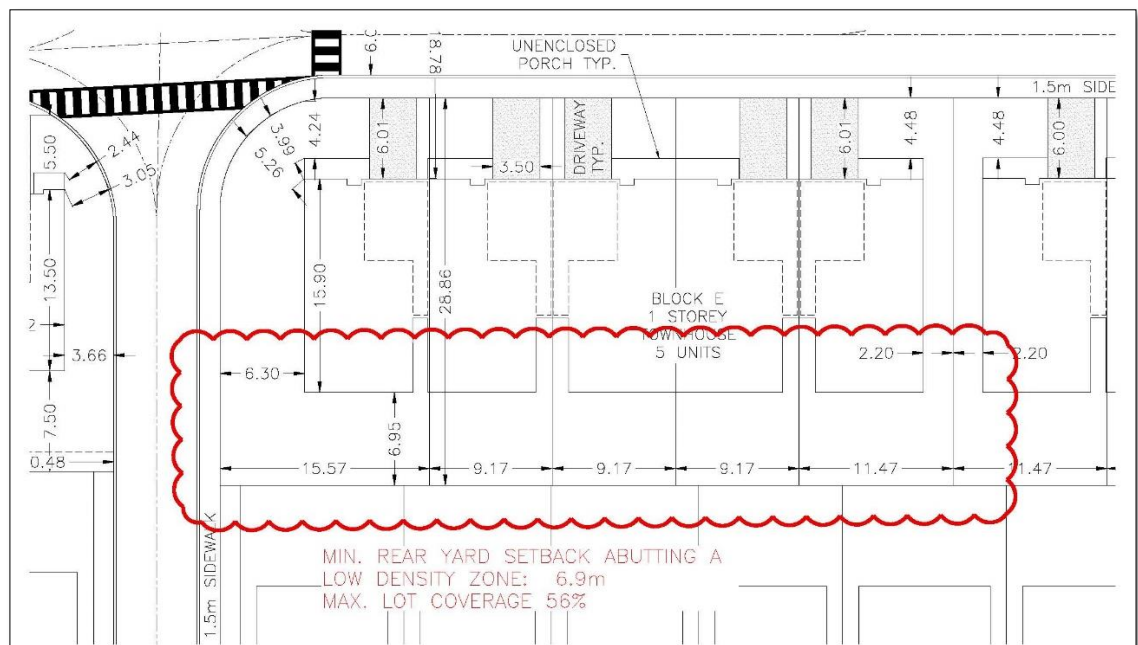 UNENCLOSED
PORCH TYP.
1.5m SIDE
18.78
6.01
DRIVEWAY
TYP.
6.01
4.48
4.48
6.00
4.24
3.99
5.26
3.50
5.50
2.44
3.05
13.50
15.90
28.86
BLOCK E
1 STOREY
TOWNHOUSE
5 UNITS
2
3.66
2.20
2.20
6.30
7.50
6.95
0.48
15.57
9.17
9.17
9.17
11.47
11.47
1.5m SIDEWALK
MIN. REAR YARD SETBACK ABUTTING A
LOW DENSITY ZONE: 6.9m
MAX. LOT COVERAGE 56%